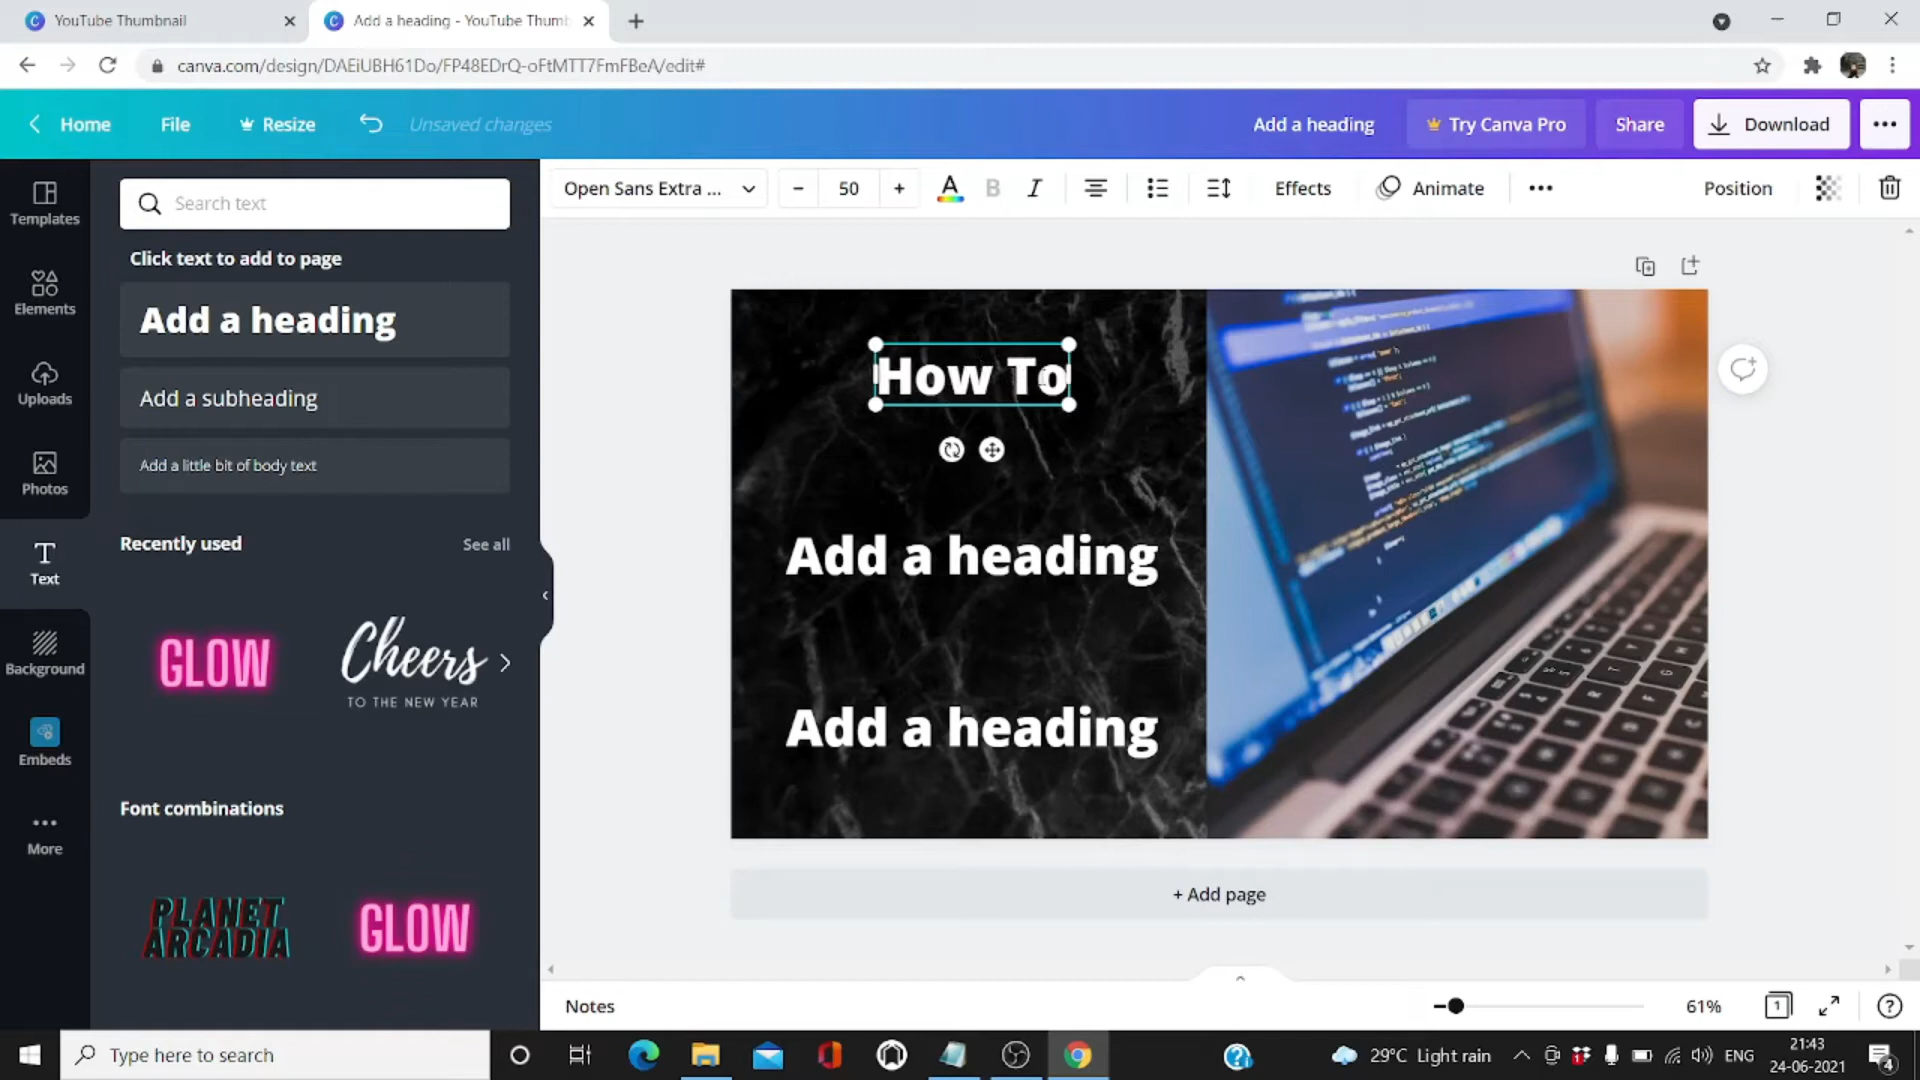 YouTube Thumbnail
Add a heading - YouTube Thumb
canva.com/design/DAEiUBH61Do/FP48EDrQ-oFtMTT7FmFBeA/edit#
Home File Resize Unsaved changes Add a heading Try Canva Pro Share Download
Templates
Elements
Uploads
Photos
Text
Background
Embeds
More
Search text
Click text to add to page
Add a heading
Add a subheading
Add a little bit of body text
Recently used See all
GLOW
Cheers
TO THE NEW YEAR
Font combinations
PLANET
ARCADIA
GLOW
Open Sans Extra ... 50 A B I Effects Animate Position
How To
Add a heading
Add a heading
+ Add page
Notes 61% 1
Type here to search
29°C Light rain ENG
21:43
24-06-2021
4